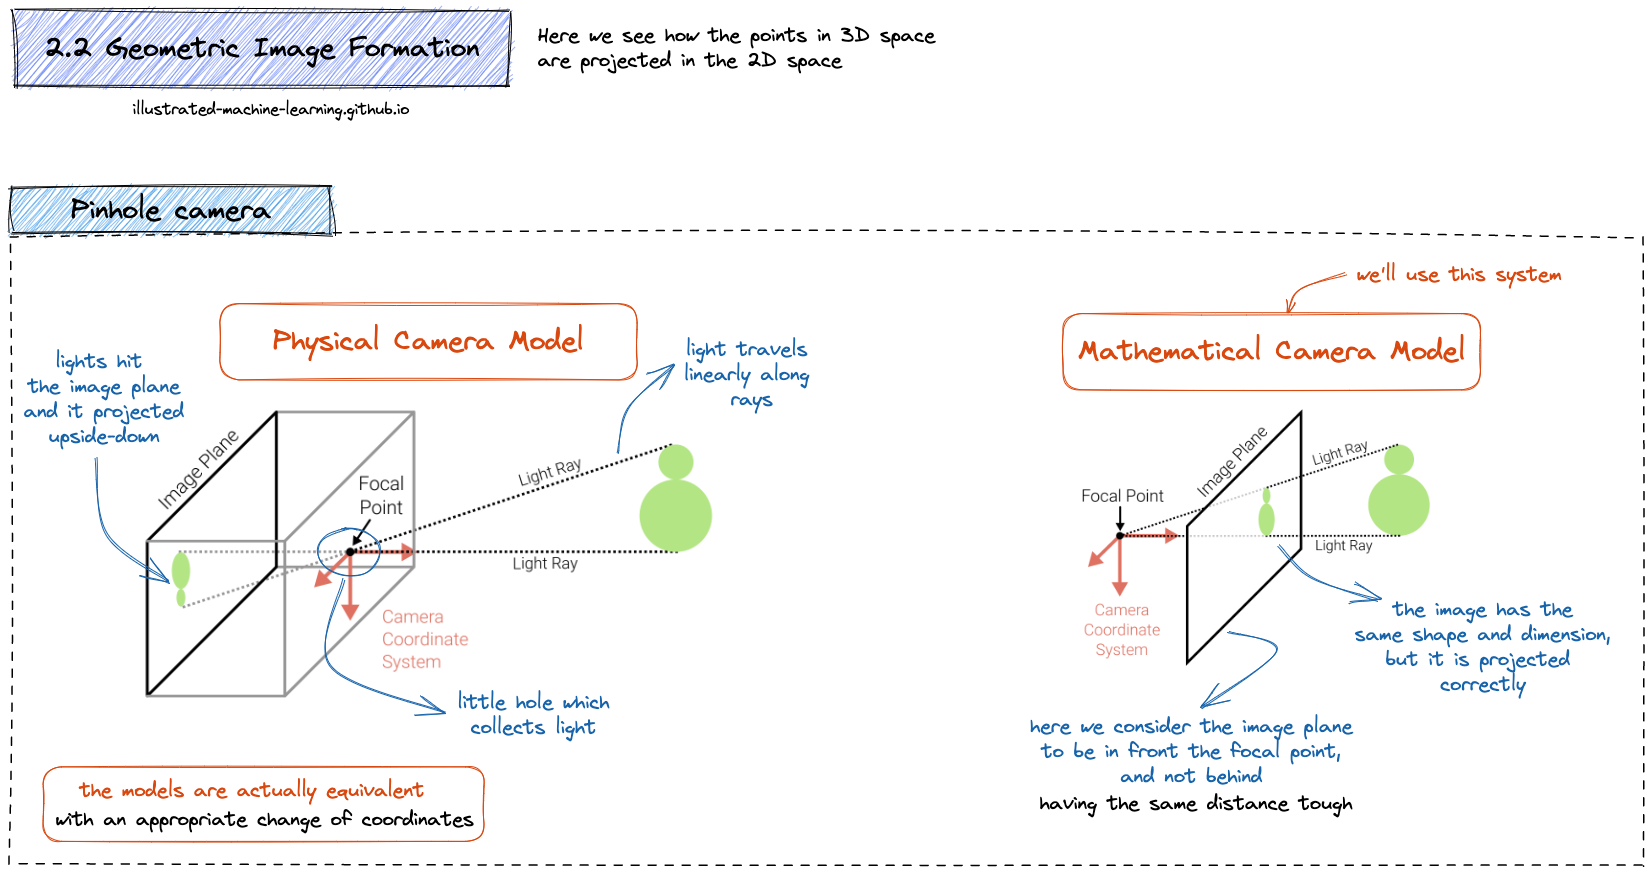 2.2 Geometric Image Formation
Here we see how the points in 3D space
are projected in the 2D space
illustrated-machine-learning.github.io
Pinhole camera
Physical Camera Model
lights hit
the image plane
and it projected
upside-down
light travels
linearly along
rays
Image Plane
Focal
Point
Light Ray
Light Ray
Camera
Coordinate
System
little hole which
collects light
the models are actually equivalent
with an appropriate change of coordinates
we'll use this system
Mathematical Camera Model
Image Plane
Light Ray
Focal Point
Light Ray
Camera
Coordinate
System
the image has the
same shape and dimension,
but it is projected
correctly
here we consider the image plane
to be in front the focal point,
and not behind
having the same distance tough